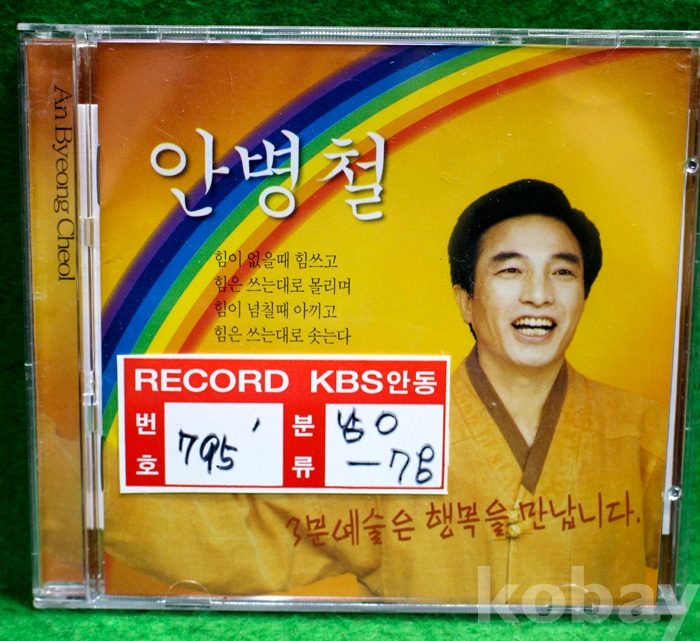 An Byeong Cheol
안병철
힘이 없을때 힘쓰고
힘은 쓰는대로 몰리며
힘이 넘칠때 아끼고
힘은 쓰는대로 솟는다
RECORD KBS안동
번호 795'
분류 남O
-78
3분예술은 행복을 만납니다.
kobay